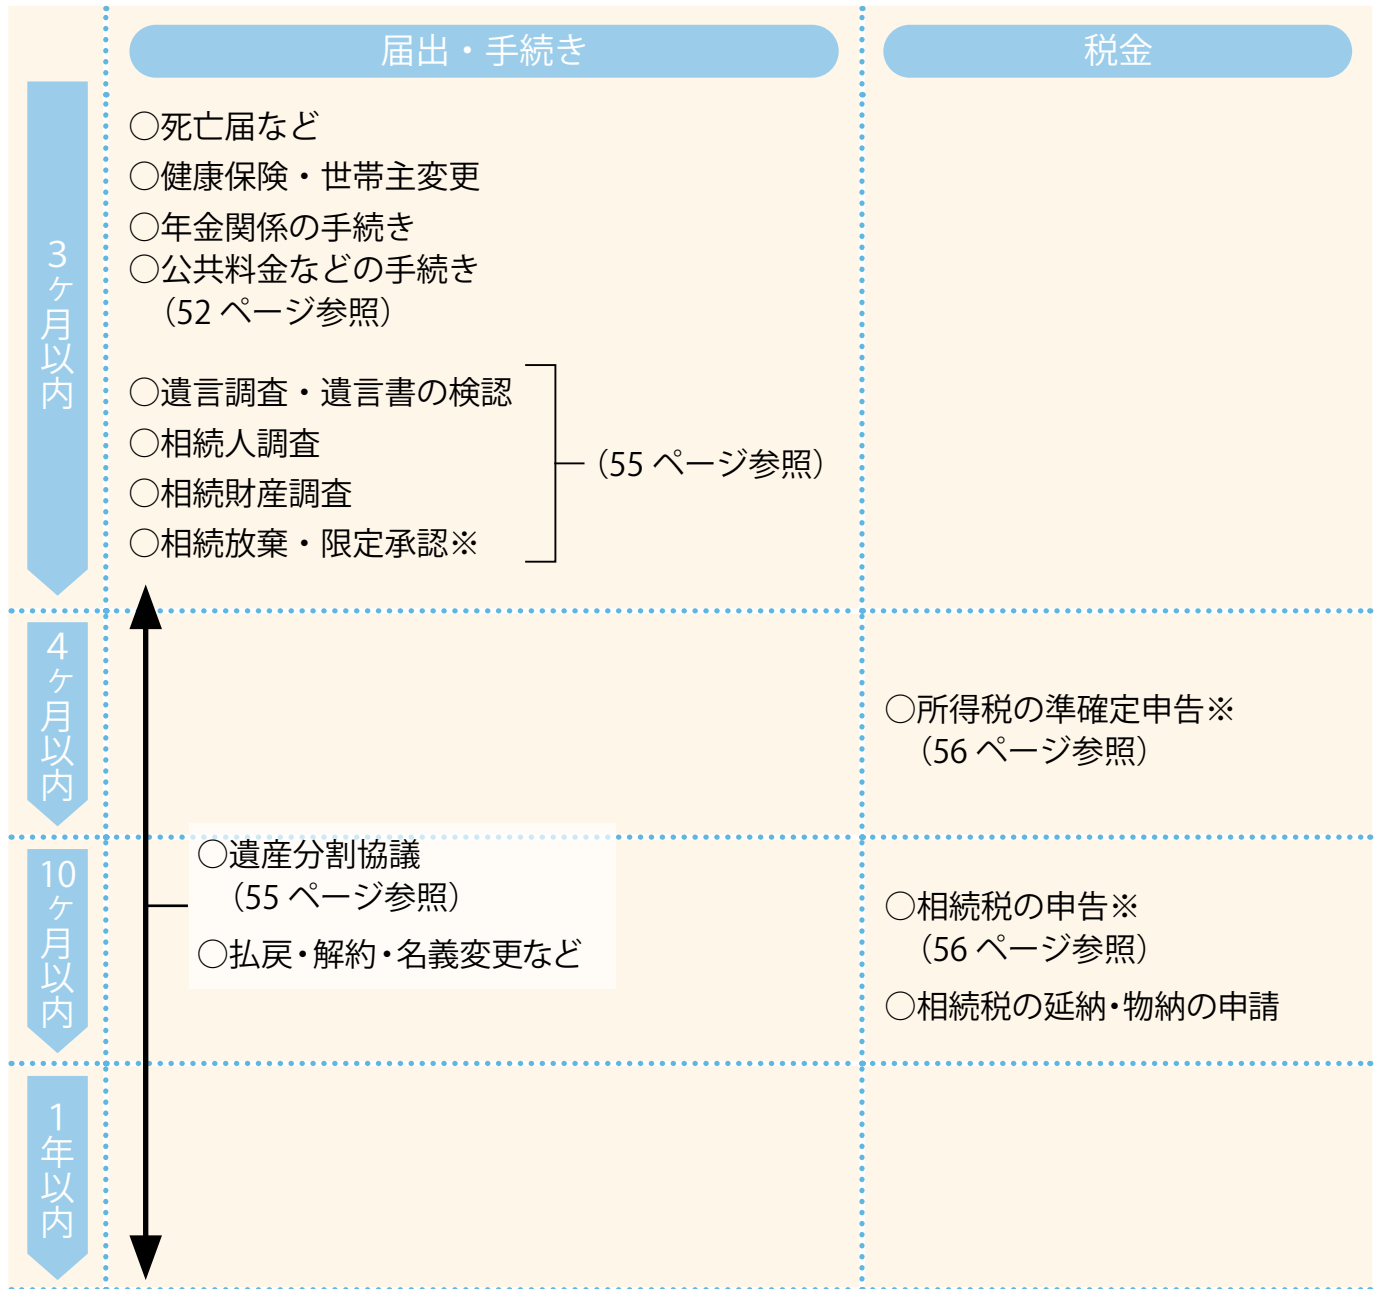 届出・手続き
税金
3ヶ月以内
○死亡届など
○健康保険・世帯主変更
○年金関係の手続き
○公共料金などの手続き
（52 ページ参照）
○遺言調査・遺言書の検認
○相続人調査
○相続財産調査
○相続放棄・限定承認※
（55 ページ参照）
4ヶ月以内
○所得税の準確定申告※
（56 ページ参照）
10ヶ月以内
○遺産分割協議
（55 ページ参照）
○払戻・解約・名義変更など
○相続税の申告※
（56 ページ参照）
○相続税の延納・物納の申請
1年以内